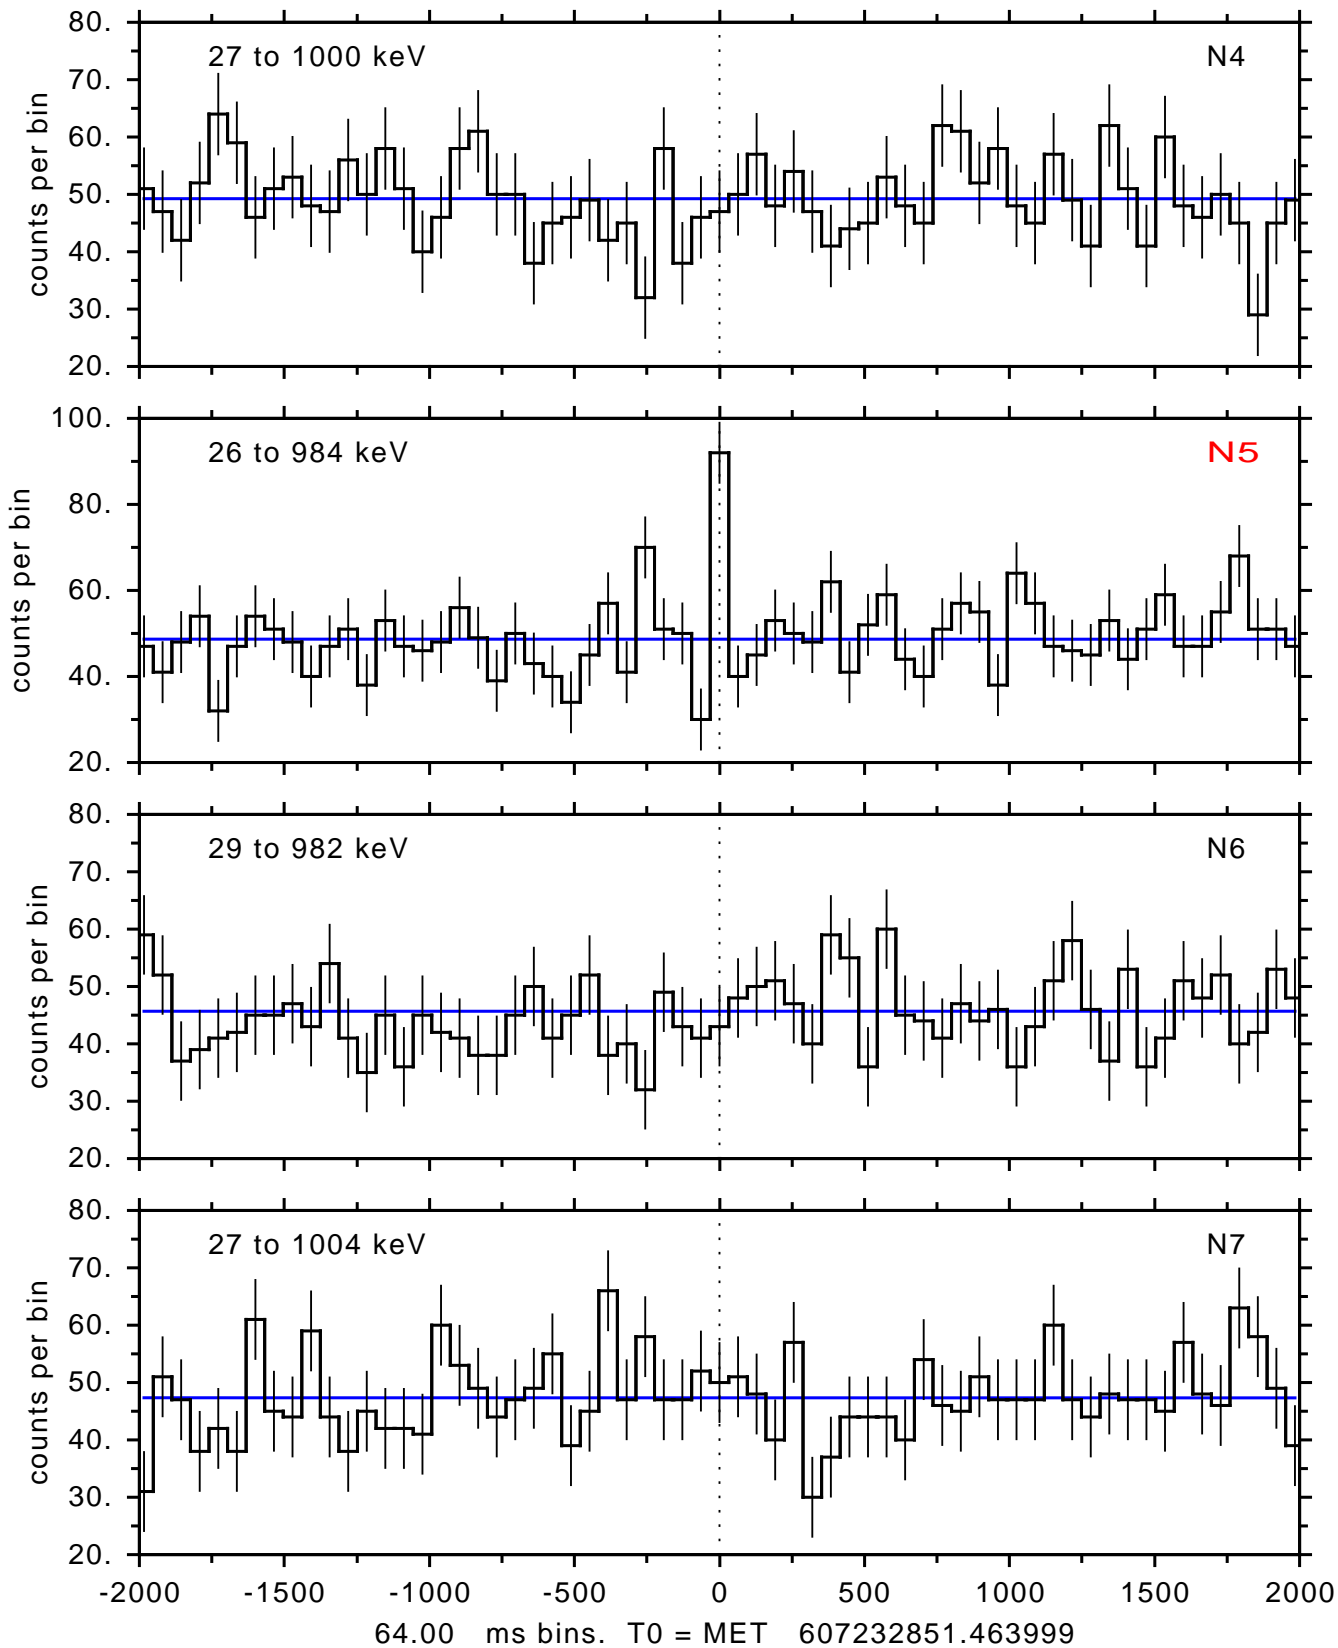 80.
27 to 1000 keV N4
70.
60.
50.
40.
30.
20.
counts per bin
100.
26 to 984 keV N5
80.
60.
40.
20.
counts per bin
80.
29 to 982 keV N6
70.
60.
50.
40.
30.
20.
counts per bin
80.
27 to 1004 keV N7
70.
60.
50.
40.
30.
20.
counts per bin
-2000 -1500 -1000 -500 0 500 1000 1500 2000
64.00 ms bins. T0 = MET 607232851.463999